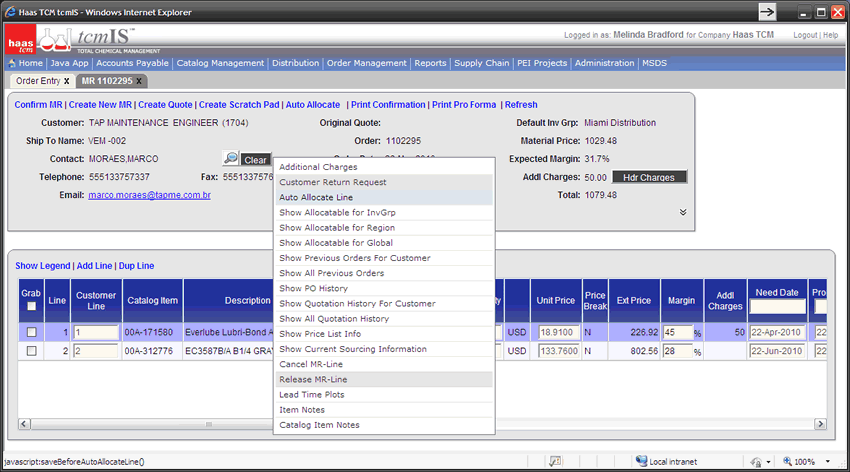 Haas TCM tcmIS - Windows Internet Explorer
haas tcm tcmIS™ TOTAL CHEMICAL MANAGEMENT
Logged in as: Melinda Bradford for Company Haas TCM Logout | Help
Home | Java App | Accounts Payable | Catalog Management | Distribution | Order Management | Reports | Supply Chain | PEI Projects | Administration | MSDS
Order Entry x MR 1102295 x
Confirm MR | Create New MR | Create Quote | Create Scratch Pad | Auto Allocate | Print Confirmation | Print Pro Forma | Refresh
Customer: TAP MAINTENANCE ENGINEER (1704) Original Quote: Default Inv Grp: Miami Distribution
Ship To Name: VEM -002 Order: 1102295 Material Price: 1029.48
Contact: MORAES,MARCO Clear Expected Margin: 31.7%
Telephone: 555133757337 Fax: 5551337576 Addl Charges: 50.00 Hdr Charges
Email: marco.moraes@tapme.com.br Total: 1079.48
Additional Charges
Customer Return Request
Auto Allocate Line
Show Allocatable for InvGrp
Show Allocatable for Region
Show Allocatable for Global
Show Previous Orders For Customer
Show All Previous Orders
Show PO History
Show Quotation History For Customer
Show All Quotation History
Show Price List Info
Show Current Sourcing Information
Cancel MR-Line
Release MR-Line
Lead Time Plots
Item Notes
Catalog Item Notes
Show Legend | Add Line | Dup Line
Grab Line Customer Line Catalog Item Description Unit Price Price Break Ext Price Margin Addl Charges Need Date
1 1 00A-171580 Everlube Lubri-Bond A USD 18.9100 N 226.92 45 % 50 22-Apr-2010 22
2 2 00A-312776 EC3587B/A B1/4 GRA USD 133.7600 N 802.56 28 % 22-Jun-2010 22
javascript:saveBeforeAutoAllocateLine() Local intranet 100%